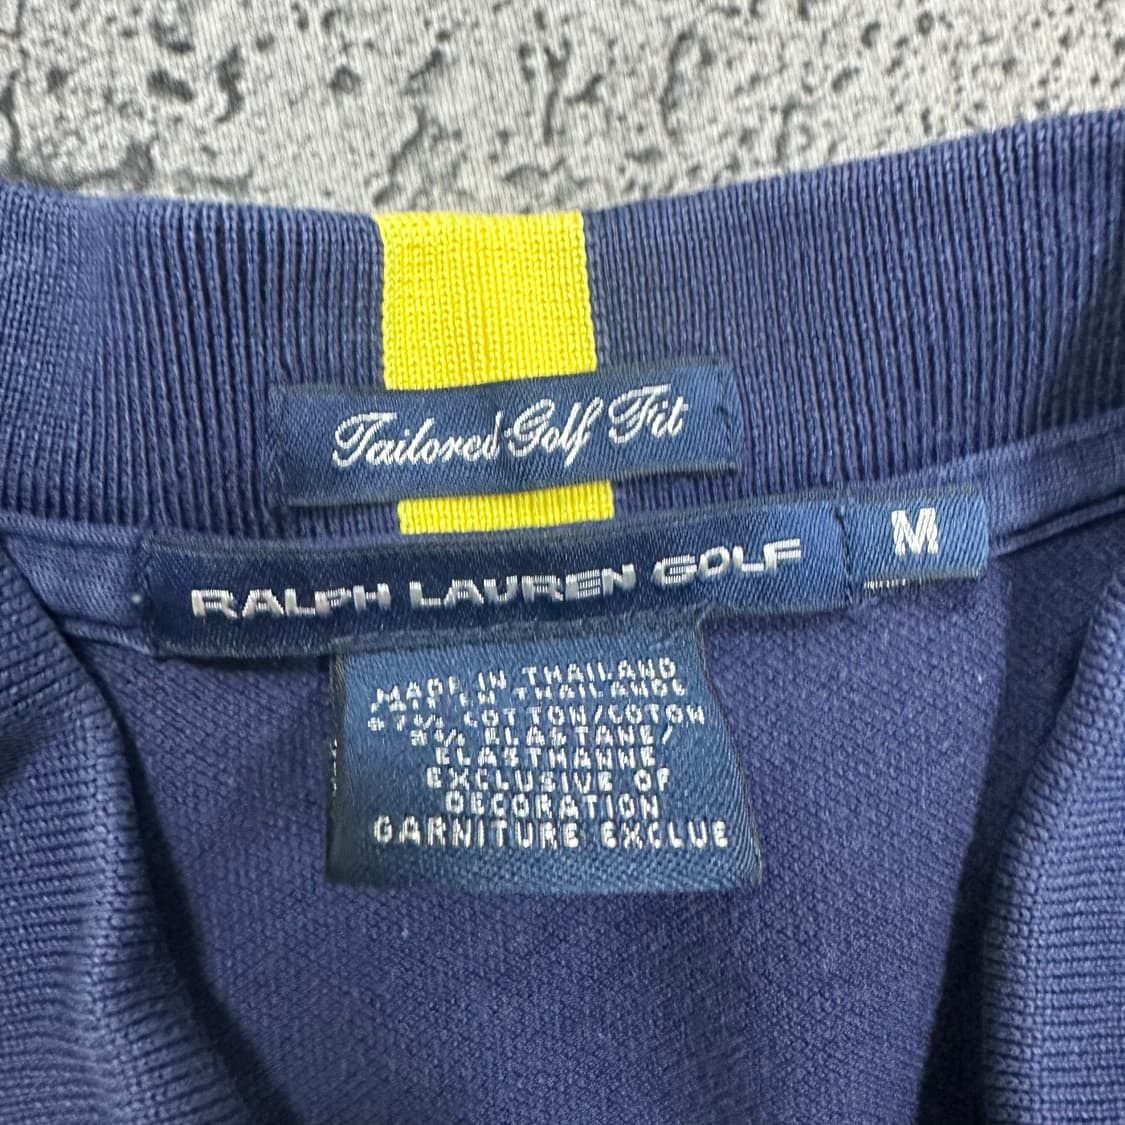 Tailored Golf Fit
RALPH LAUREN GOLF
M
MADE IN THAILAND
FAIT EN THAILANDE
97% COTTON/COTON
3% ELASTANE/
ELASTHANNE
EXCLUSIVE OF
DECORATION
GARNITURE EXCLUE